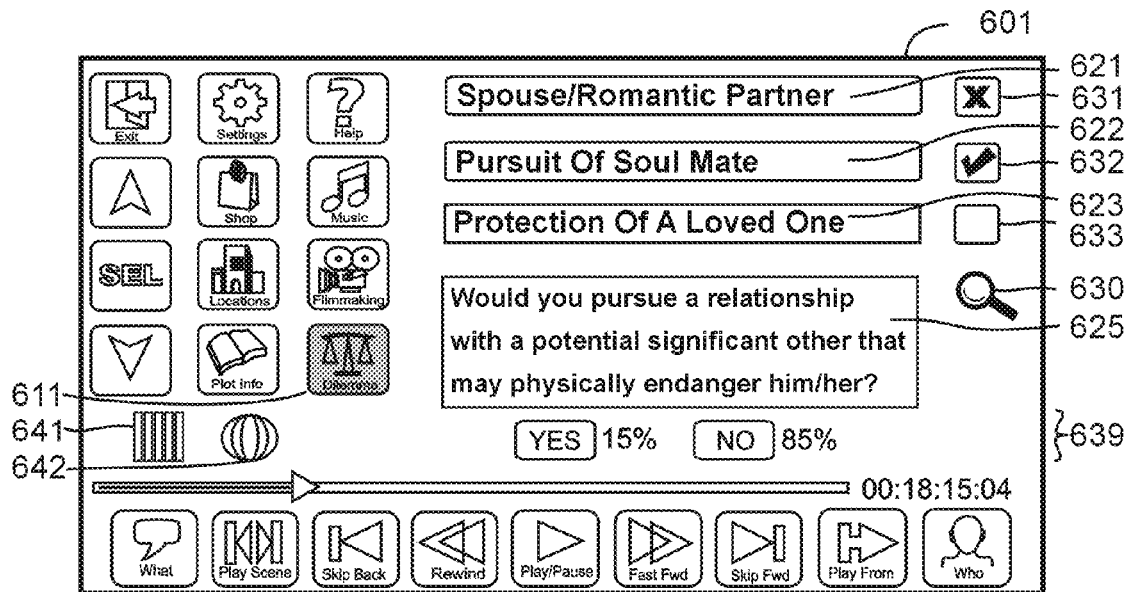 601
Exit
Settings
Help
Spouse/Romantic Partner
621
631
Shop
Music
Pursuit Of Soul Mate
622
632
SEL
Locations
Filmmaking
Protection Of A Loved One
623
633
Plot Info
Dilemma
Would you pursue a relationship
with a potential significant other that
may physically endanger him/her?
630
625
611
641
642
YES 15% NO 85%
639
00:18:15:04
What
Play Scene
Skip Back
Rewind
Play/Pause
Fast Fwd
Skip Fwd
Play From
Who